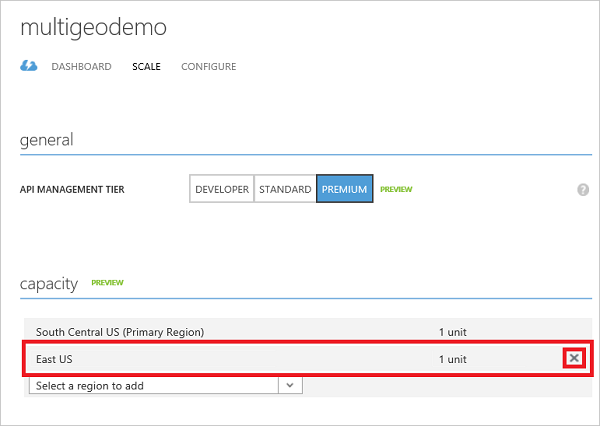 multigeodemo
DASHBOARD SCALE CONFIGURE
general
API MANAGEMENT TIER DEVELOPER STANDARD PREMIUM PREVIEW ?
capacity PREVIEW
South Central US (Primary Region) 1 unit
East US 1 unit
Select a region to add